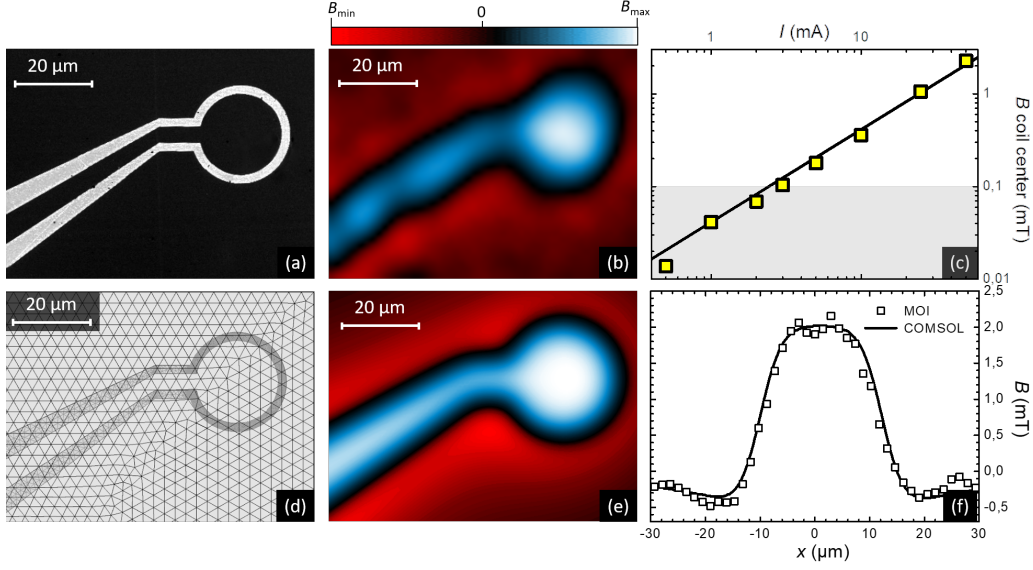 Bmin 0 Bmax
20 µm
(a)
20 µm
(b)
I (mA)
1 10
1
0,1
0,01
B coil center (mT)
(c)
20 µm
(d)
20 µm
(e)
MOI
COMSOL
2,5
2,0
1,5
1,0
0,5
0,0
-0,5
B (mT)
(f)
-30 -20 -10 0 10 20 30
x (µm)